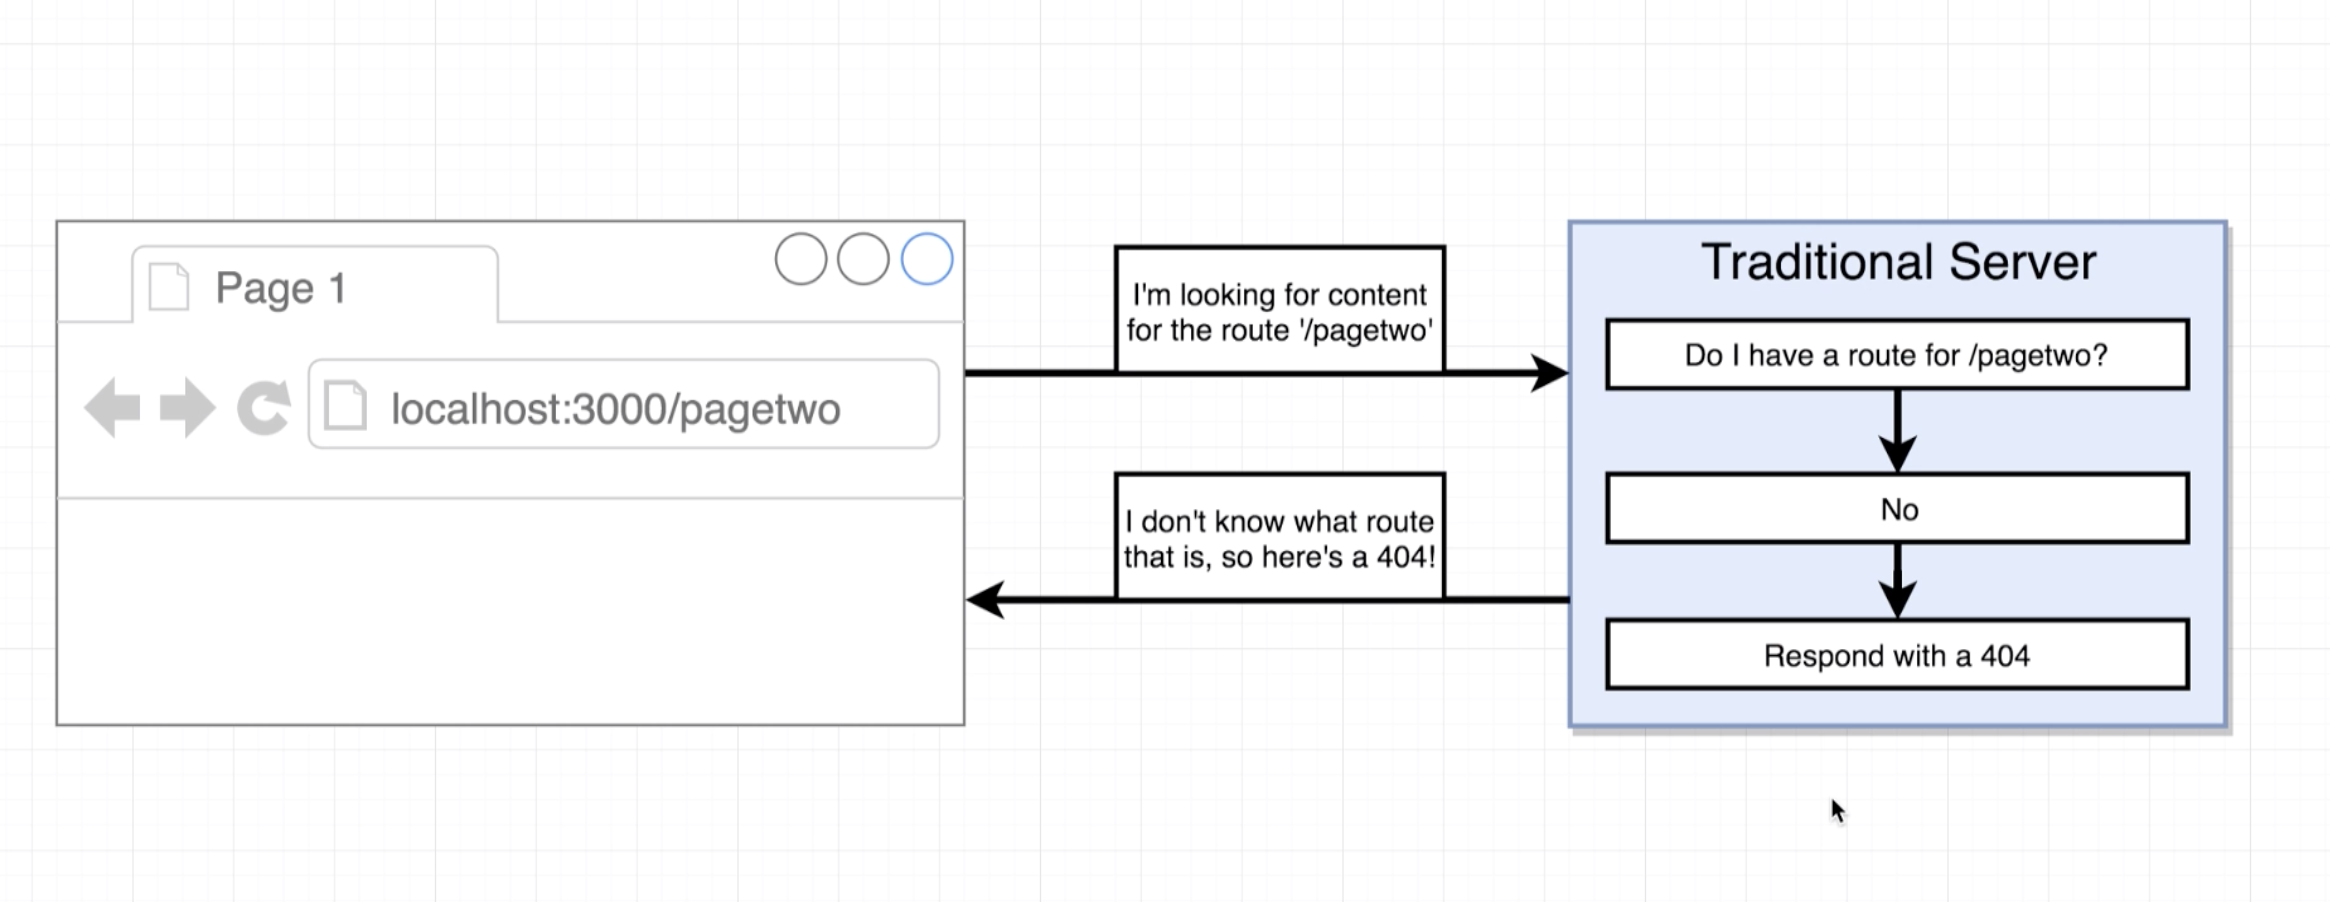 Page 1
localhost:3000/pagetwo
I'm looking for content
for the route '/pagetwo'
I don't know what route
that is, so here's a 404!
Traditional Server
Do I have a route for /pagetwo?
No
Respond with a 404